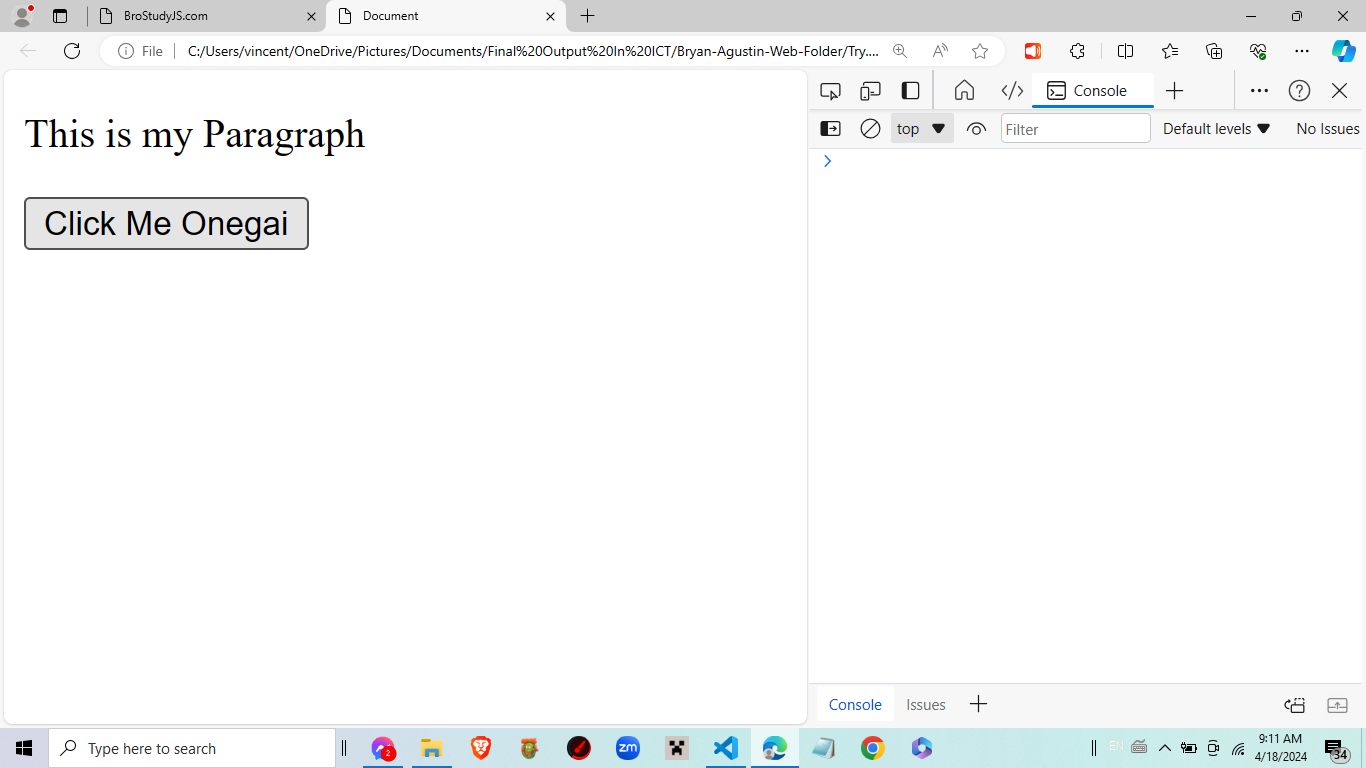 BroStudyJS.com
Document
File
C:/Users/vincent/OneDrive/Pictures/Documents/Final%20Output%20In%20ICT/Bryan-Agustin-Web-Folder/Try....
This is my Paragraph
Click Me Onegai
Console
top
Filter
Default levels
No Issues
Console
Issues
Type here to search
2
zm
EN
9:11 AM
4/18/2024
34